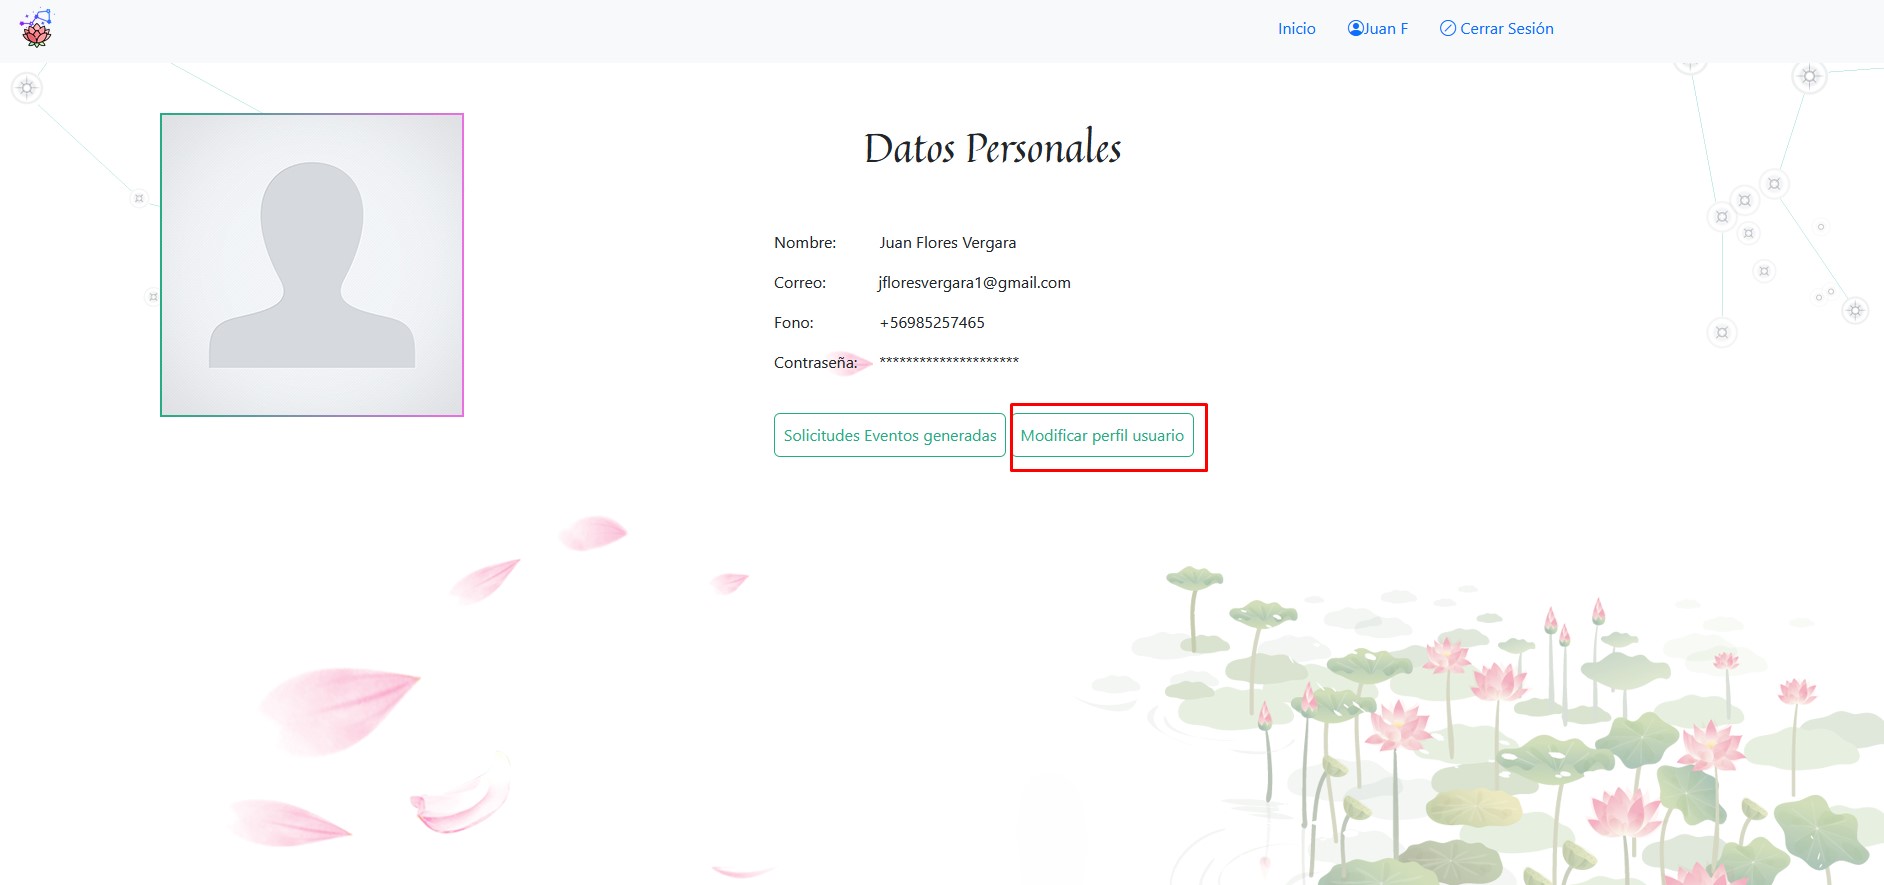 Inicio Juan F Cerrar Sesión
Datos Personales
Nombre: Juan Flores Vergara
Correo: jfloresvergara1@gmail.com
Fono: +56985257465
Contraseña: *********************
Solicitudes Eventos generadas Modificar perfil usuario